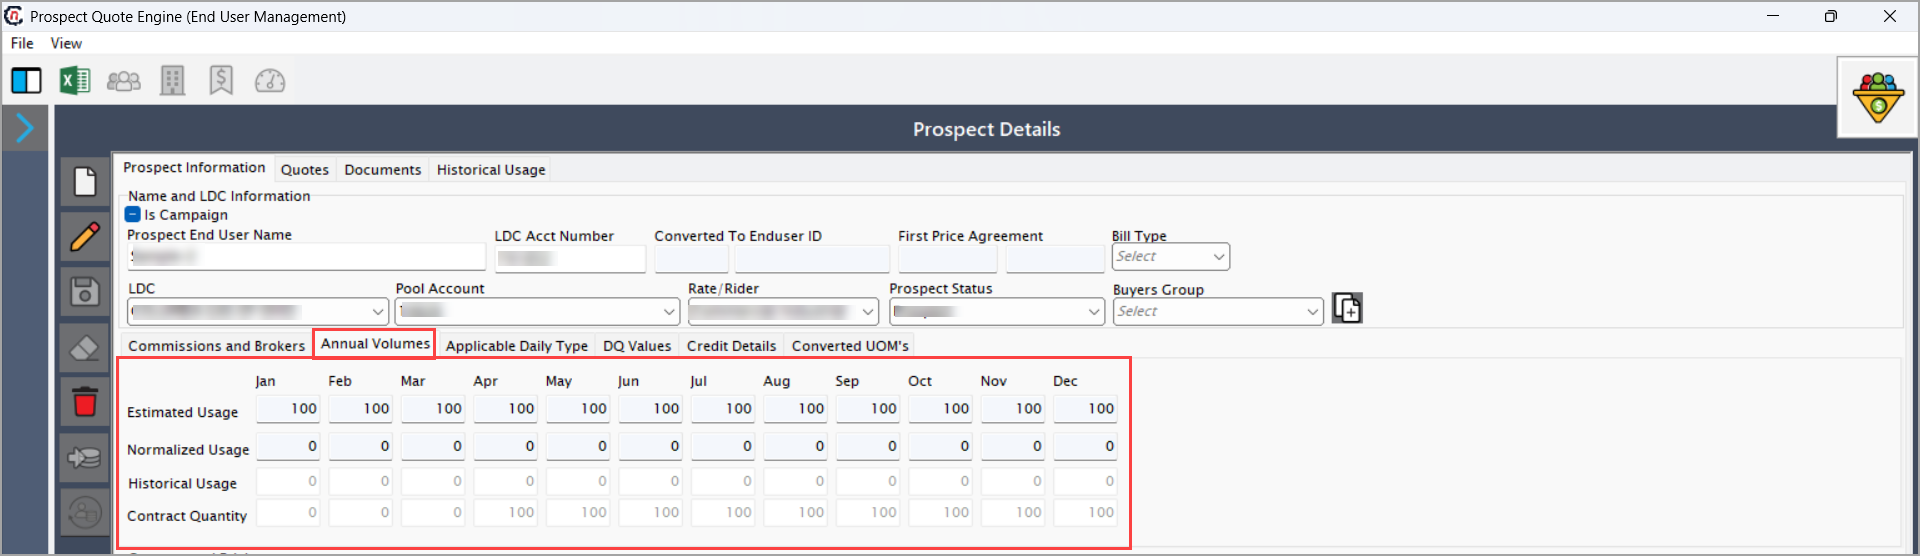 Prospect Quote Engine (End User Management)
File View
Prospect Details
Prospect Information Quotes Documents Historical Usage
Name and LDC Information
Is Campaign
Prospect End User Name LDC Acct Number Converted To Enduser ID First Price Agreement Bill Type
Select
LDC Pool Account Rate/Rider Prospect Status Buyers Group
Select
Commissions and Brokers Annual Volumes Applicable Daily Type DQ Values Credit Details Converted UOM's
Jan Feb Mar Apr May Jun Jul Aug Sep Oct Nov Dec
Estimated Usage 100 100 100 100 100 100 100 100 100 100 100 100
Normalized Usage 0 0 0 0 0 0 0 0 0 0 0 0
Historical Usage 0 0 0 0 0 0 0 0 0 0 0 0
Contract Quantity 0 0 0 100 100 100 100 100 100 100 100 100